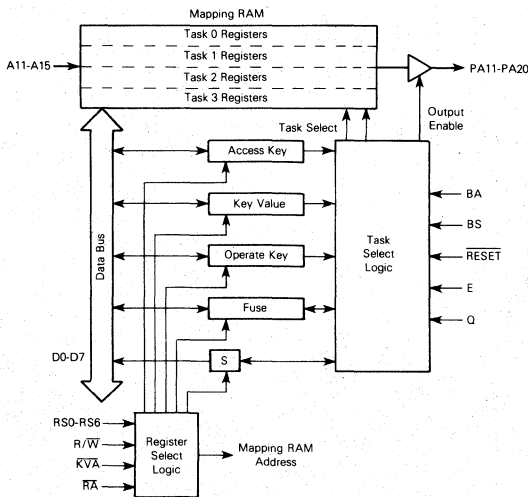 Mapping RAM
Task 0 Registers
Task 1 Registers
A11-A15
PA11-PA20
Task 2 Registers
Task 3 Registers
Output
Enable
Task Select
Access Key
BA
Key Value
BS
Data Bus
Task
Select
Logic
Operate Key
RESET
E
Fuse
Q
D0-D7
S
RS0-RS6
R/W
Register
Select
Logic
Mapping RAM
Address
KVA
RA